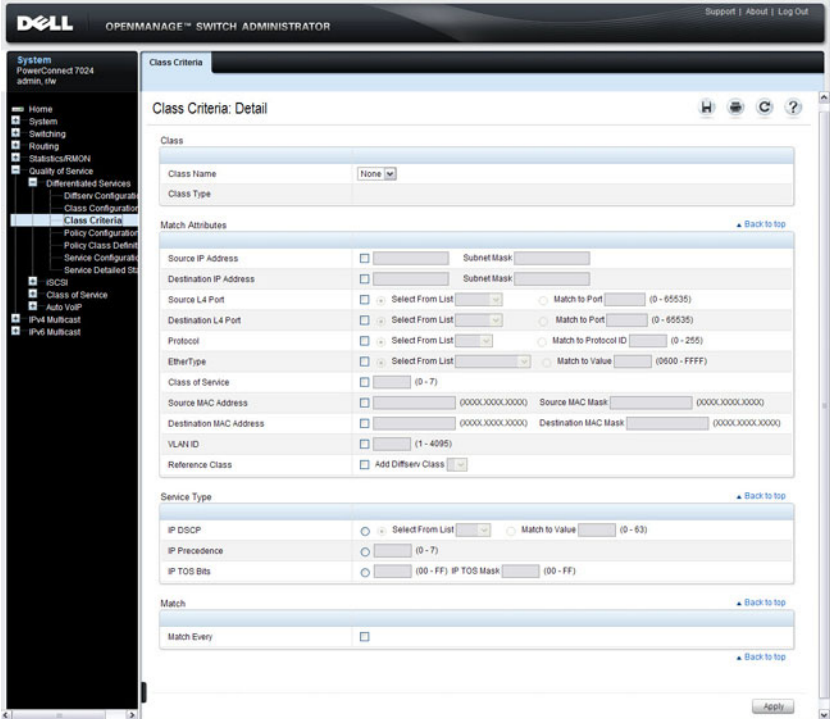 DELL OPENMANAGE™ SWITCH ADMINISTRATOR
Support | About | Log Out
System
PowerConnect 7024
admin, r/w
Home
System
Switching
Routing
Statistics/RMON
Quality of Service
Differentiated Services
Diffserv Configurati
Class Configuration
Class Criteria
Policy Configuration
Policy Class Definit
Service Configuratio
Service Detailed Sta
iSCSI
Class of Service
Auto VoIP
IPv4 Multicast
IPv6 Multicast
Class Criteria
Class Criteria: Detail
Class
Class Name None
Class Type
Match Attributes Back to top
Source IP Address Subnet Mask
Destination IP Address Subnet Mask
Source L4 Port Select From List Match to Port (0 - 65535)
Destination L4 Port Select From List Match to Port (0 - 65535)
Protocol Select From List Match to Protocol ID (0 - 255)
EtherType Select From List Match to Value (0600 - FFFF)
Class of Service (0 - 7)
Source MAC Address (XXXX.XXXX.XXXX) Source MAC Mask (XXXX.XXXX.XXXX)
Destination MAC Address (XXXX.XXXX.XXXX) Destination MAC Mask (XXXX.XXXX.XXXX)
VLAN ID (1 - 4095)
Reference Class Add Diffserv Class
Service Type Back to top
IP DSCP Select From List Match to Value (0 - 63)
IP Precedence (0 - 7)
IP TOS Bits (00 - FF) IP TOS Mask (00 - FF)
Match Back to top
Match Every
Back to top
Apply